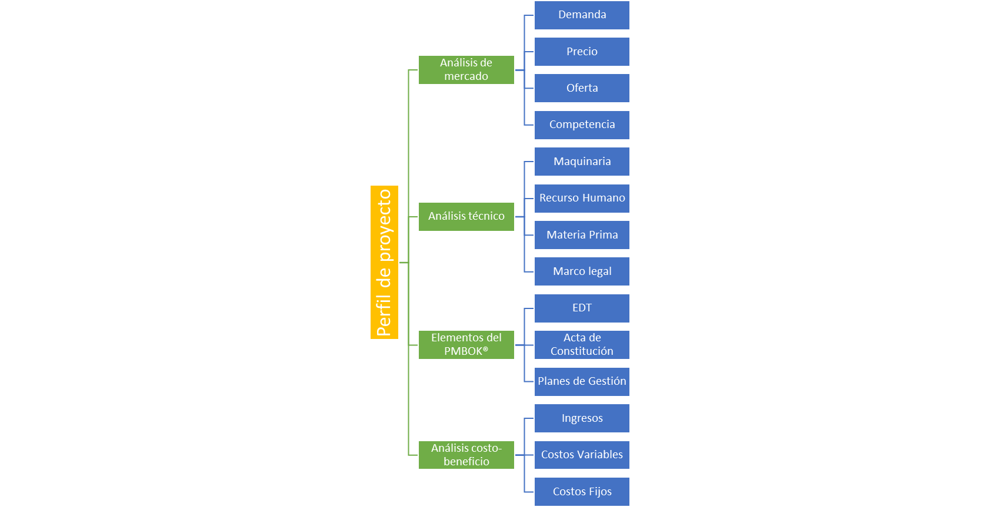 Perfil de proyecto
Análisis de
mercado
Demanda
Precio
Oferta
Competencia
Análisis técnico
Maquinaria
Recurso Humano
Materia Prima
Marco legal
Elementos del
PMBOK®
EDT
Acta de
Constitución
Planes de Gestión
Análisis costo-
beneficio
Ingresos
Costos Variables
Costos Fijos